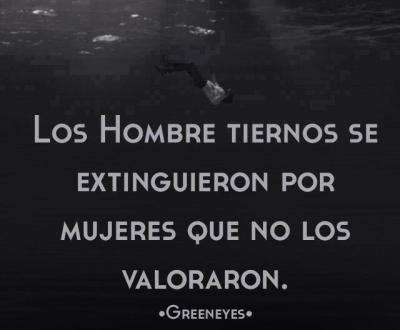 Los Hombre tiernos se
extinguieron por
mujeres que no los
valoraron.
•Greeneyes•